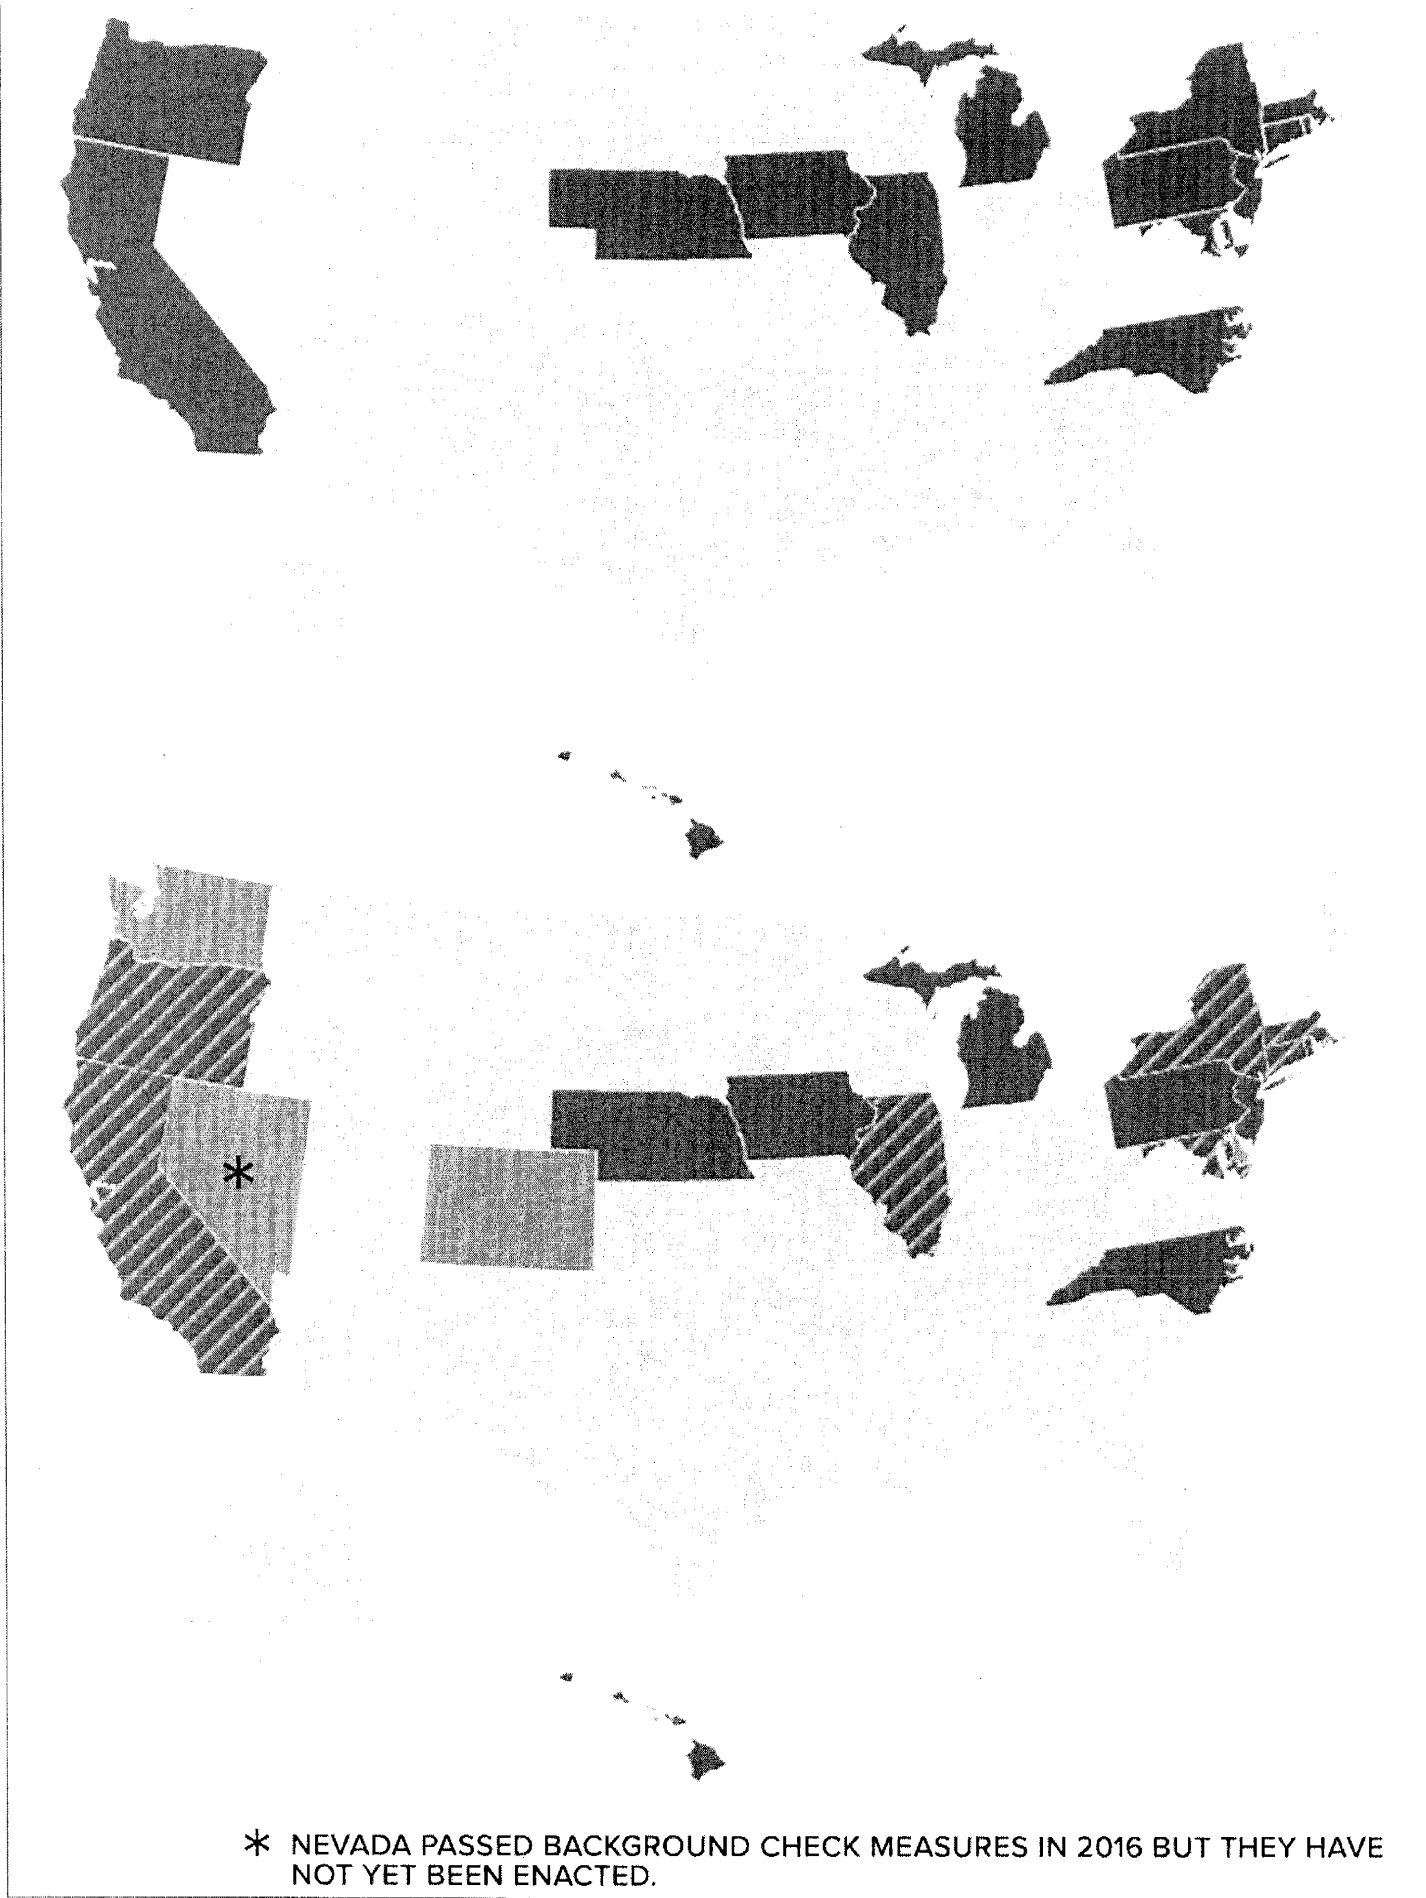 * NEVADA PASSED BACKGROUND CHECK MEASURES IN 2016 BUT THEY HAVE
NOT YET BEEN ENACTED.